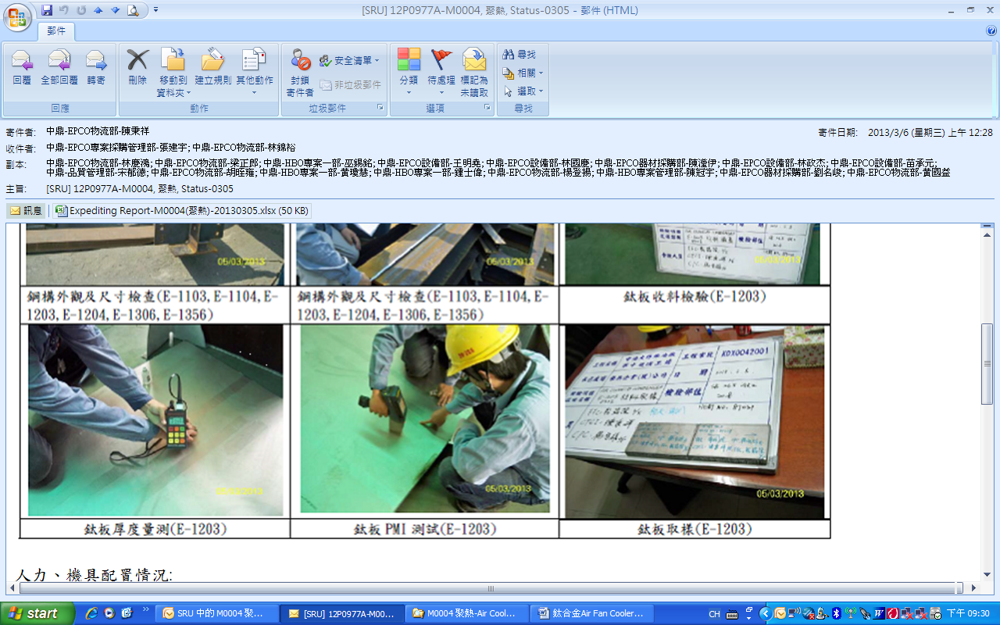 [SRU] 12P0977A-M0004, 聚熱, Status-0305 - 郵件 (HTML)
郵件
回覆
全部回覆
轉寄
回應
刪除
移動到
資料夾
建立規則
其他動作
動作
封鎖
寄件者
安全清單
非垃圾郵件
垃圾郵件
分類
待處理
標記為
未讀取
選項
尋找
相關
選取
尋找
寄件者: 中鼎-EPCO物流部-陳秉祥 寄件日期: 2013/3/6 (星期三) 上午 12:28
收件者: 中鼎-EPCO專案採購管理部-張建宇; 中鼎-EPCO物流部-林錦裕
副本: 中鼎-EPCO物流部-林慶鴻; 中鼎-EPCO物流部-梁正郎; 中鼎-HBO專案一部-巫錫銘; 中鼎-EPCO設備部-王明堯; 中鼎-EPCO設備部-林國慶; 中鼎-EPCO器材採購部-陳瀅伊; 中鼎-EPCO設備部-林政杰; 中鼎-EPCO設備部-苗承元;
中鼎-品質管理部-宋郁德; 中鼎-EPCO物流部-胡晊雍; 中鼎-HBO專案一部-黃瓊慧; 中鼎-HBO專案一部-鍾士偉; 中鼎-EPCO物流部-楊登揚; 中鼎-HBO專案管理部-陳冠宇; 中鼎-EPCO器材採購部-劉名峻; 中鼎-EPCO物流部-黃國益
主旨: [SRU] 12P0977A-M0004, 聚熱, Status-0305
訊息 Expediting Report-M0004(聚熱)-20130305.xlsx (50 KB)
05/03/2013
05/03/2013
05/03/2013
檢驗部位
會驗人員
鋼構外觀及尺寸檢查(E-1103,E-1104,E-
1203,E-1204,E-1306,E-1356)
鋼構外觀及尺寸檢查(E-1103,E-1104,E-
1203,E-1204,E-1306,E-1356)
鈦板收料檢驗(E-1203)
05/03/2013
05/03/2013
工程名稱
工程合約
KDX0042001
日期
檢驗部位
05/03/2013
鈦板厚度量測(E-1203)
鈦板 PMI 測試(E-1203)
鈦板取樣(E-1203)
人力、機具配置情況:
start
SRU 中的 M0004 聚...
[SRU] 12P0977A-M00...
M0004 聚熱-Air Cool...
鈦合金Air Fan Cooler...
CH
下午 09:30